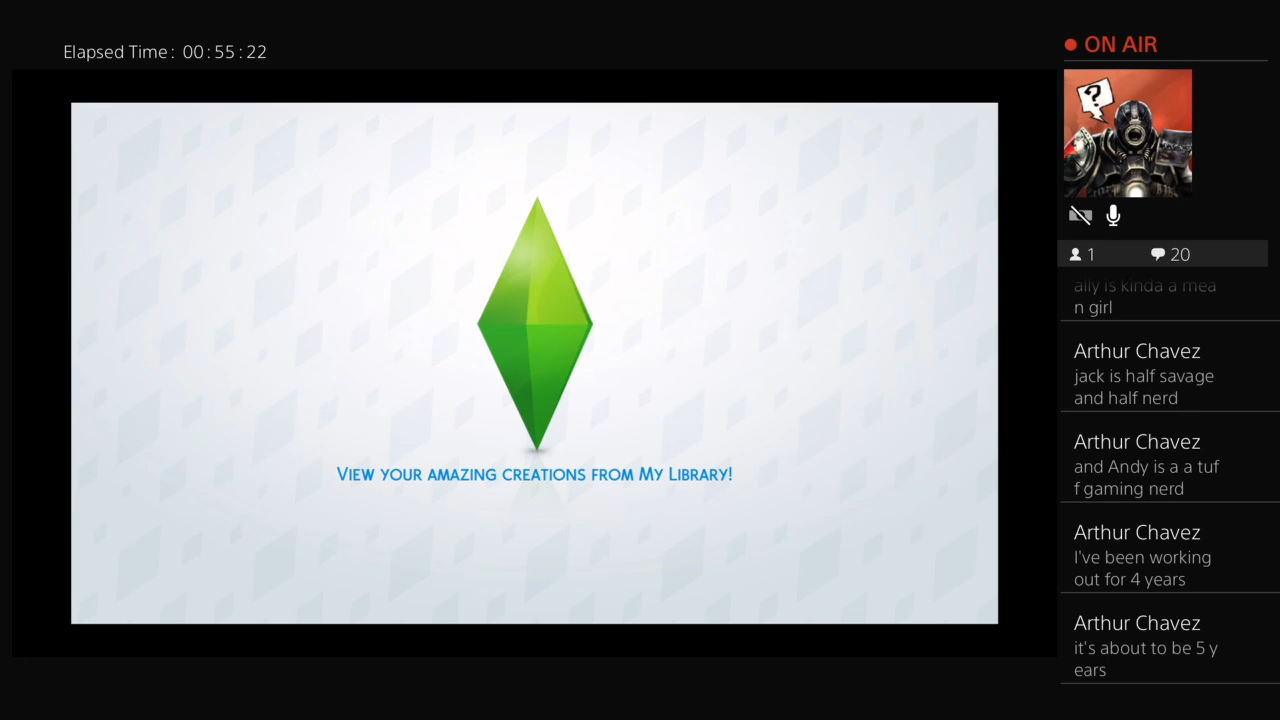 Elapsed Time: 00:55:22
ON AIR
?
1 20
ally is kinda a mea
n girl
Arthur Chavez
jack is half savage
and half nerd
Arthur Chavez
and Andy is a a tuf
f gaming nerd
Arthur Chavez
I've been working
out for 4 years
Arthur Chavez
it's about to be 5 y
ears
VIEW YOUR AMAZING CREATIONS FROM MY LIBRARY!